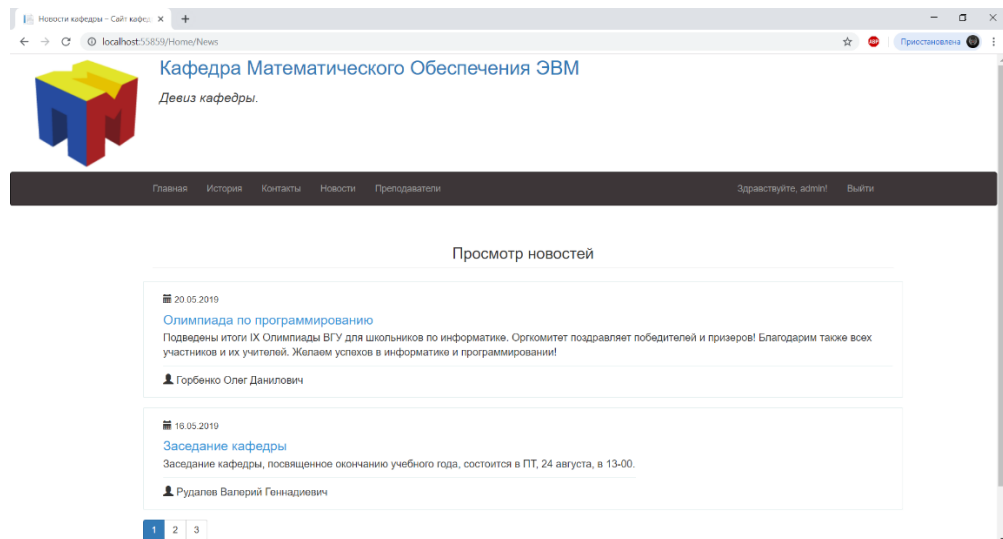 Новости кафедры – Сайт кафед
localhost:55859/Home/News
ABP
Приостановлена
Кафедра Математического Обеспечения ЭВМ
Девиз кафедры.
Главная История Контакты Новости Преподаватели Здравствуйте, admin! Выйти
Просмотр новостей
20.05.2019
Олимпиада по программированию
Подведены итоги IX Олимпиады ВГУ для школьников по информатике. Оргкомитет поздравляет победителей и призеров! Благодарим также всех
участников и их учителей. Желаем успехов в информатике и программировании!
Горбенко Олег Данилович
16.05.2019
Заседание кафедры
Заседание кафедры, посвященное окончанию учебного года, состоится в ПТ, 24 августа, в 13-00.
Рудалев Валерий Геннадиевич
1 2 3